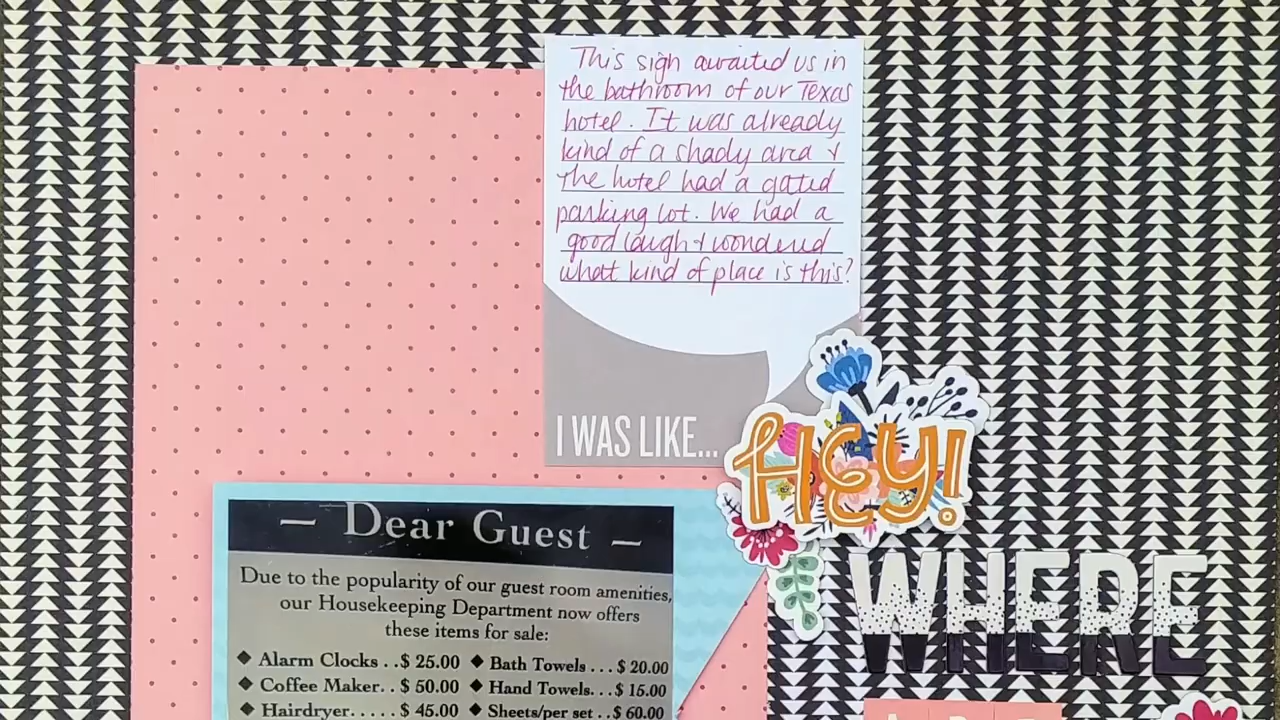 This sign awaited us in
the bathroom of our Texas
hotel. It was already
kind of a shady area +
the hotel had a gated
parking lot. We had a
good laugh + wondered
what kind of place is this?
I WAS LIKE...
HEY!
— Dear Guest —
Due to the popularity of our guest room amenities,
our Housekeeping Department now offers
these items for sale:
◆ Alarm Clocks . . $ 25.00 ◆ Bath Towels . . . $ 20.00
◆ Coffee Maker. . $ 50.00 ◆ Hand Towels. . . $ 15.00
◆ Hairdryer. . . . . $ 45.00 ◆ Sheets/per set . . $ 60.00
WHERE